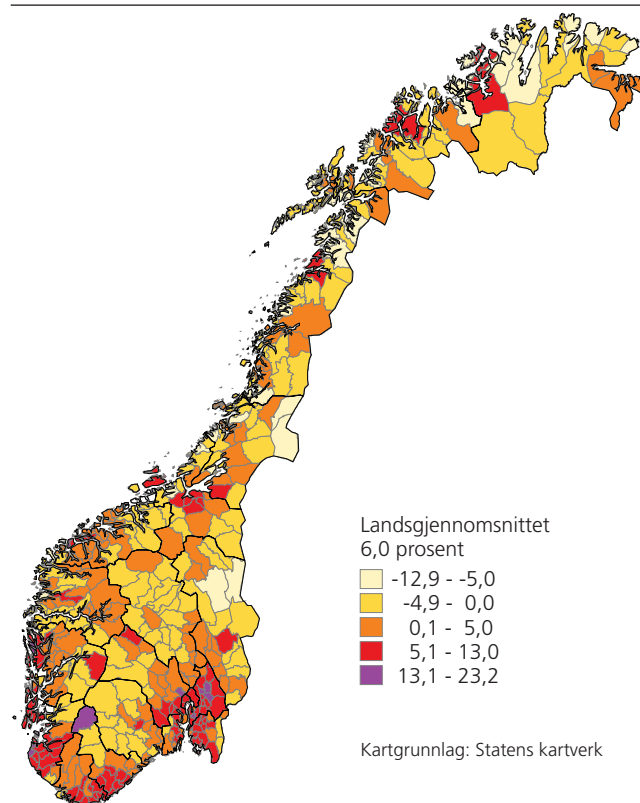 Landsgjennomsnittet
6,0 prosent
-12,9 - -5,0
-4,9 - 0,0
0,1 - 5,0
5,1 - 13,0
13,1 - 23,2
Kartgrunnlag: Statens kartverk